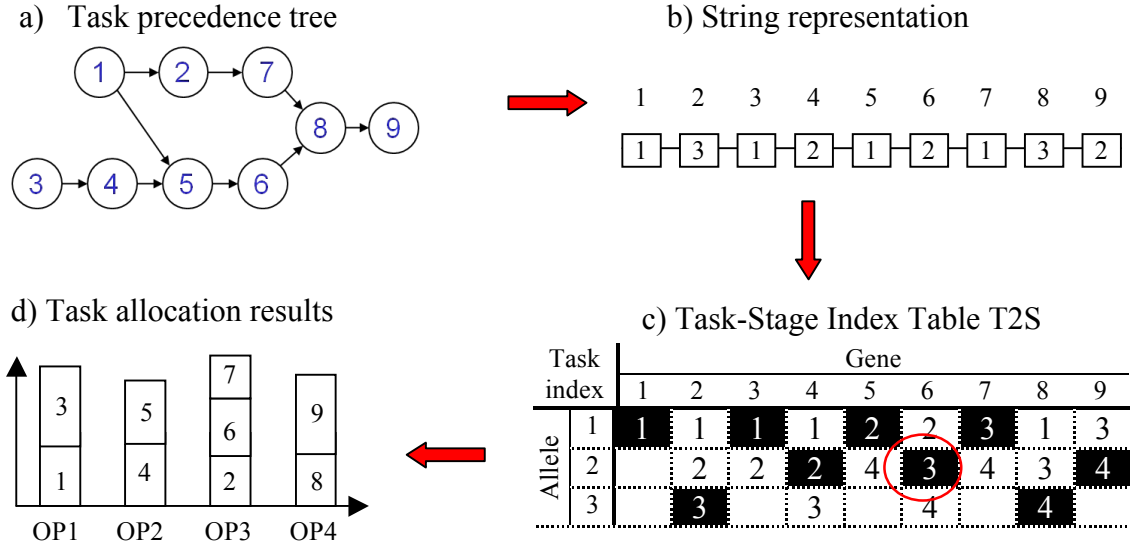 a) Task precedence tree
1 2 7
8 9
3 4 5 6
b) String representation
1 2 3 4 5 6 7 8 9
1 3 1 2 1 2 1 3 2
c) Task-Stage Index Table T2S
Task index
Gene
1 2 3 4 5 6 7 8 9
Allele
1 1 1 1 1 2 2 3 1 3
2 2 2 2 4 3 4 3 4
3 3 3 4 4
d) Task allocation results
3 5 7 9
6
1 4 2 8
OP1 OP2 OP3 OP4